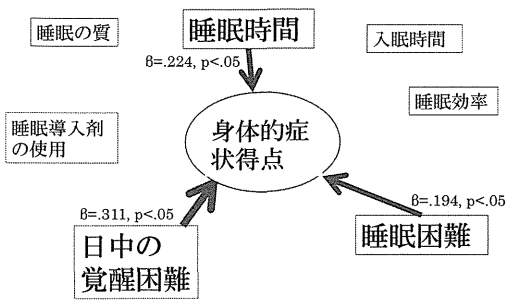 睡眠の質
睡眠時間
入眠時間
β=.224, p<.05
睡眠効率
睡眠導入剤
の使用
身体的症
状得点
β=.311, p<.05
β=.194, p<.05
日中の
覚醒困難
睡眠困難